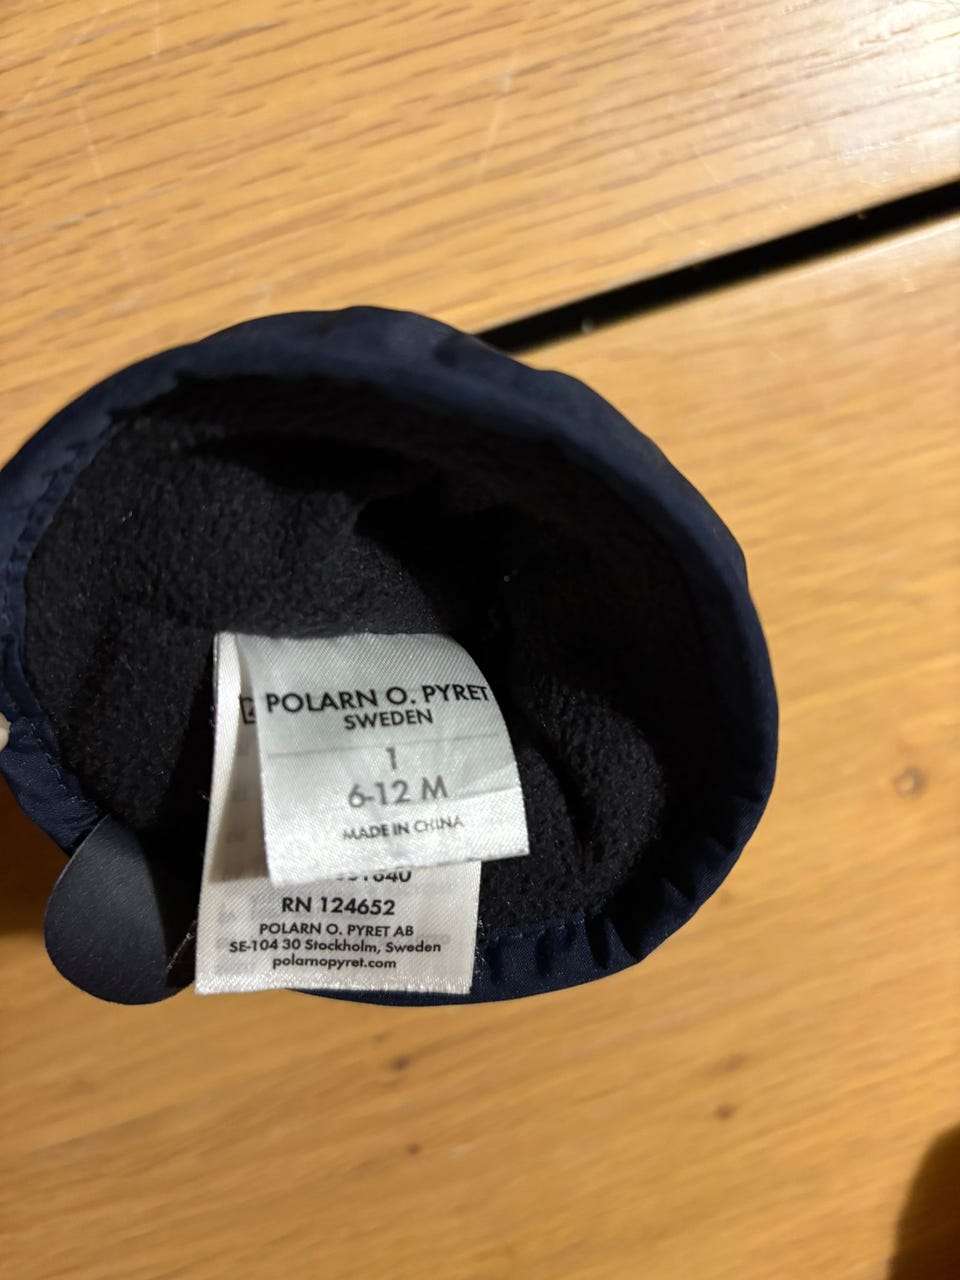 POLARN O. PYRET
SWEDEN
1
6-12 M
MADE IN CHINA
RN 124652
POLARN O. PYRET AB
SE-104 30 Stockholm, Sweden
polarnopyret.com